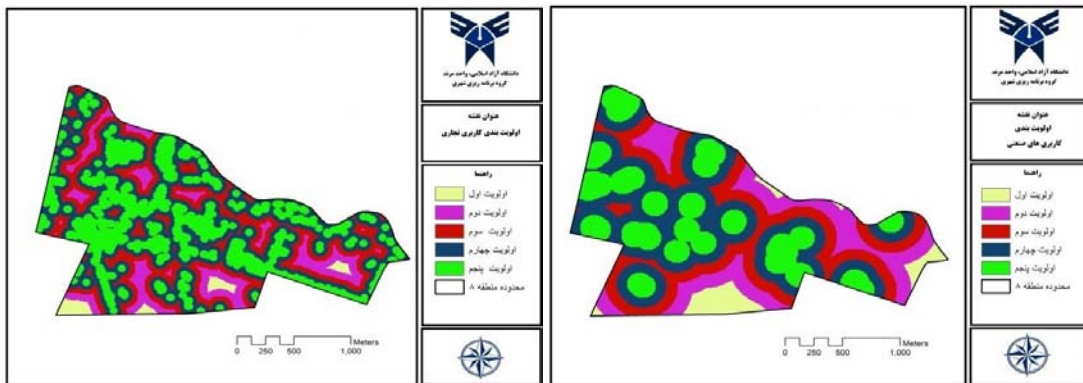 دانشگاه آزاد اسلامی، واحد مرند
گروه برنامه ریزی شهری
عنوان نقشه
اولویت بندی کاربری تجاری
راهنما
اولویت اول
اولویت دوم
اولویت سوم
اولویت چهارم
اولویت پنجم
محدوده منطقه ۸
Meters
0 250 500 1,000
دانشگاه آزاد اسلامی، واحد مرند
گروه برنامه ریزی شهری
عنوان نقشه
اولویت بندی
کاربری های صنعتی
راهنما
اولویت اول
اولویت دوم
اولویت سوم
اولویت چهارم
اولویت پنجم
محدوده منطقه ۸
Meters
0 250 500 1,000